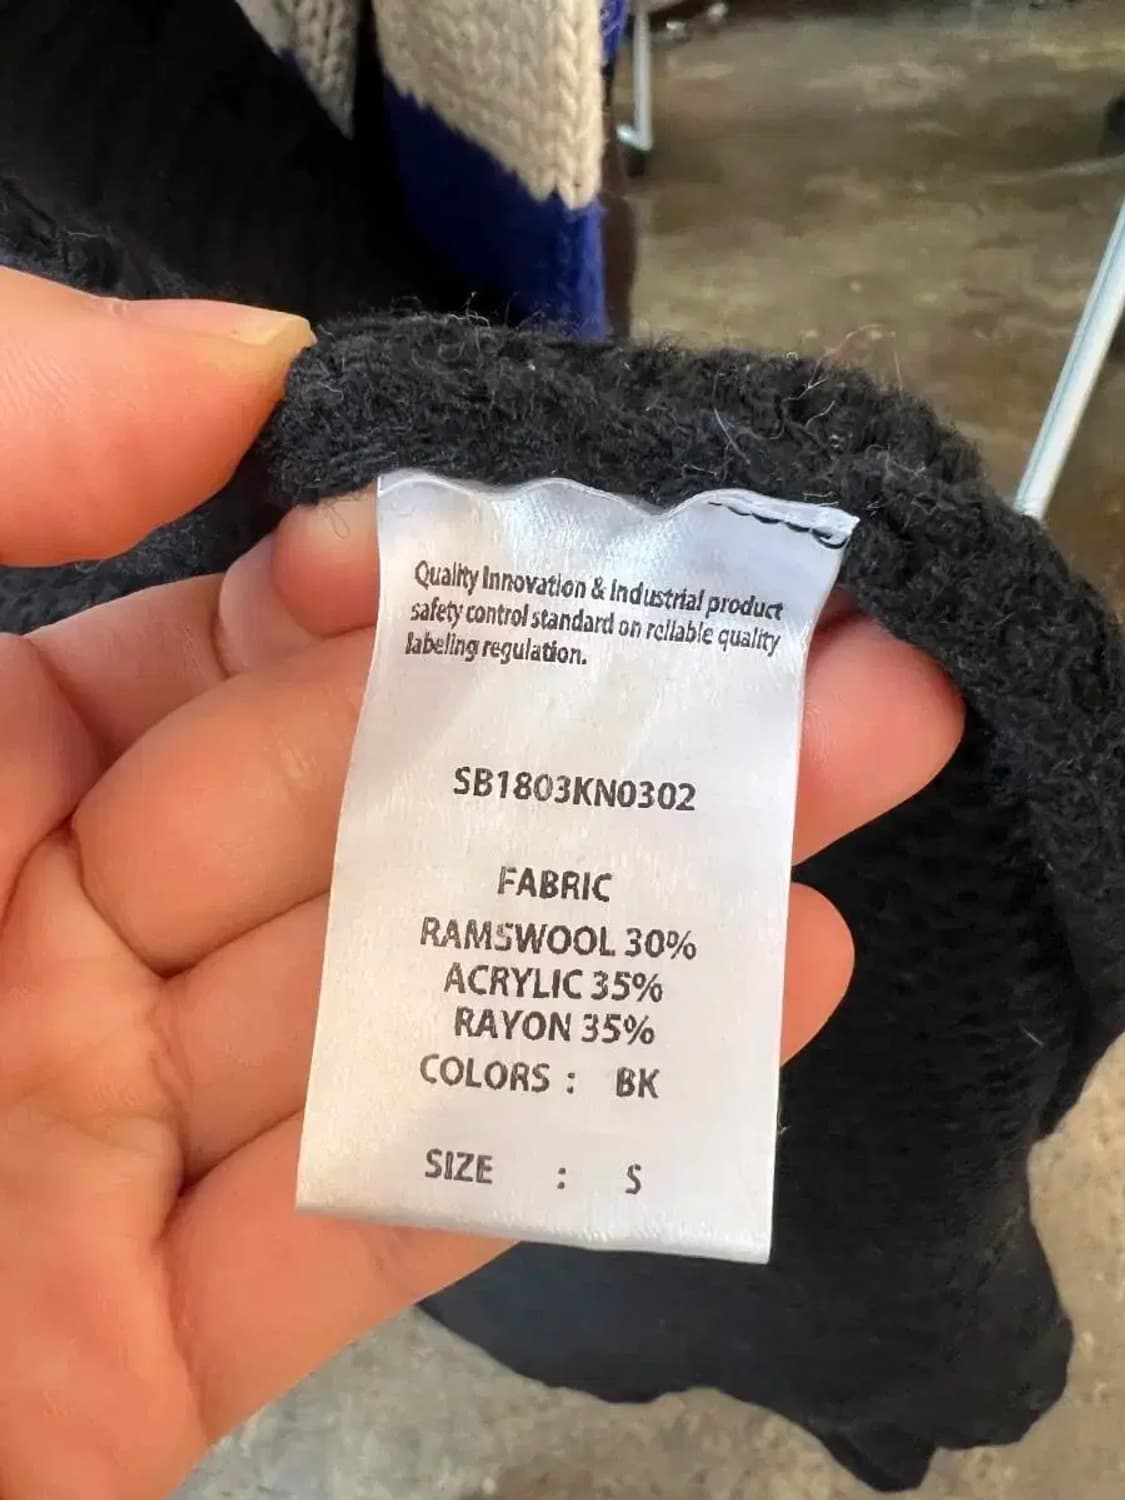 Quality Innovation & Industrial product
safety control standard on reliable quality
labeling regulation.
SB1803KN0302
FABRIC
RAMSWOOL 30%
ACRYLIC 35%
RAYON 35%
COLORS : BK
SIZE : S